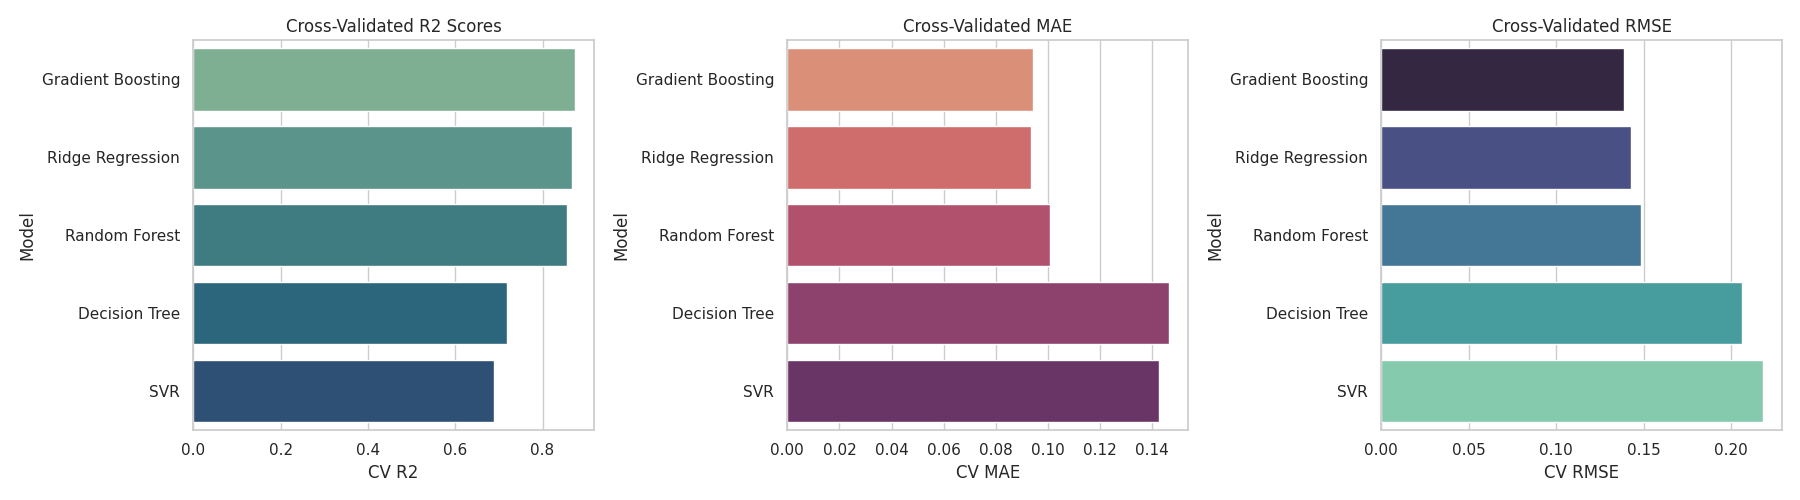 Cross-Validated R2 Scores
Model
Gradient Boosting
Ridge Regression
Random Forest
Decision Tree
SVR
0.0 0.2 0.4 0.6 0.8
CV R2
Cross-Validated MAE
Model
Gradient Boosting
Ridge Regression
Random Forest
Decision Tree
SVR
0.00 0.02 0.04 0.06 0.08 0.10 0.12 0.14
CV MAE
Cross-Validated RMSE
Model
Gradient Boosting
Ridge Regression
Random Forest
Decision Tree
SVR
0.00 0.05 0.10 0.15 0.20
CV RMSE